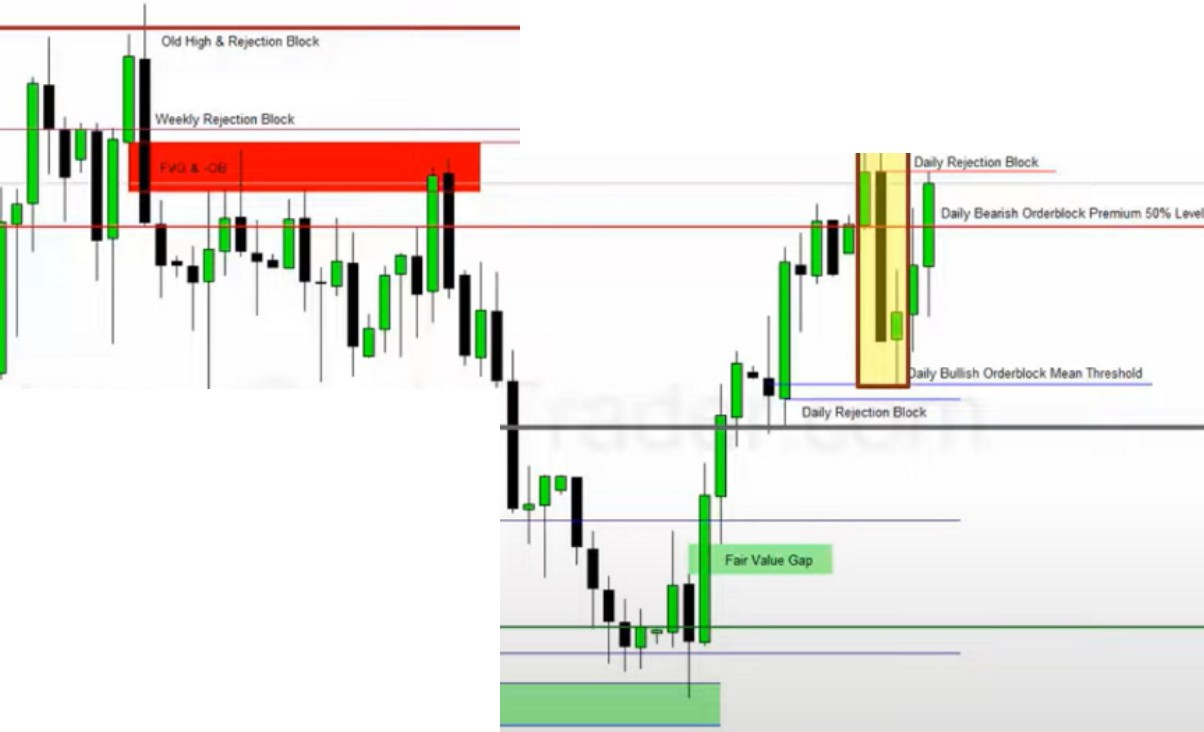 Old High & Rejection Block
Weekly Rejection Block
FVG & -OB
Daily Rejection Block
Daily Bearish Orderblock Premium 50% Level
Daily Bullish Orderblock Mean Threshold
Daily Rejection Block
Fair Value Gap